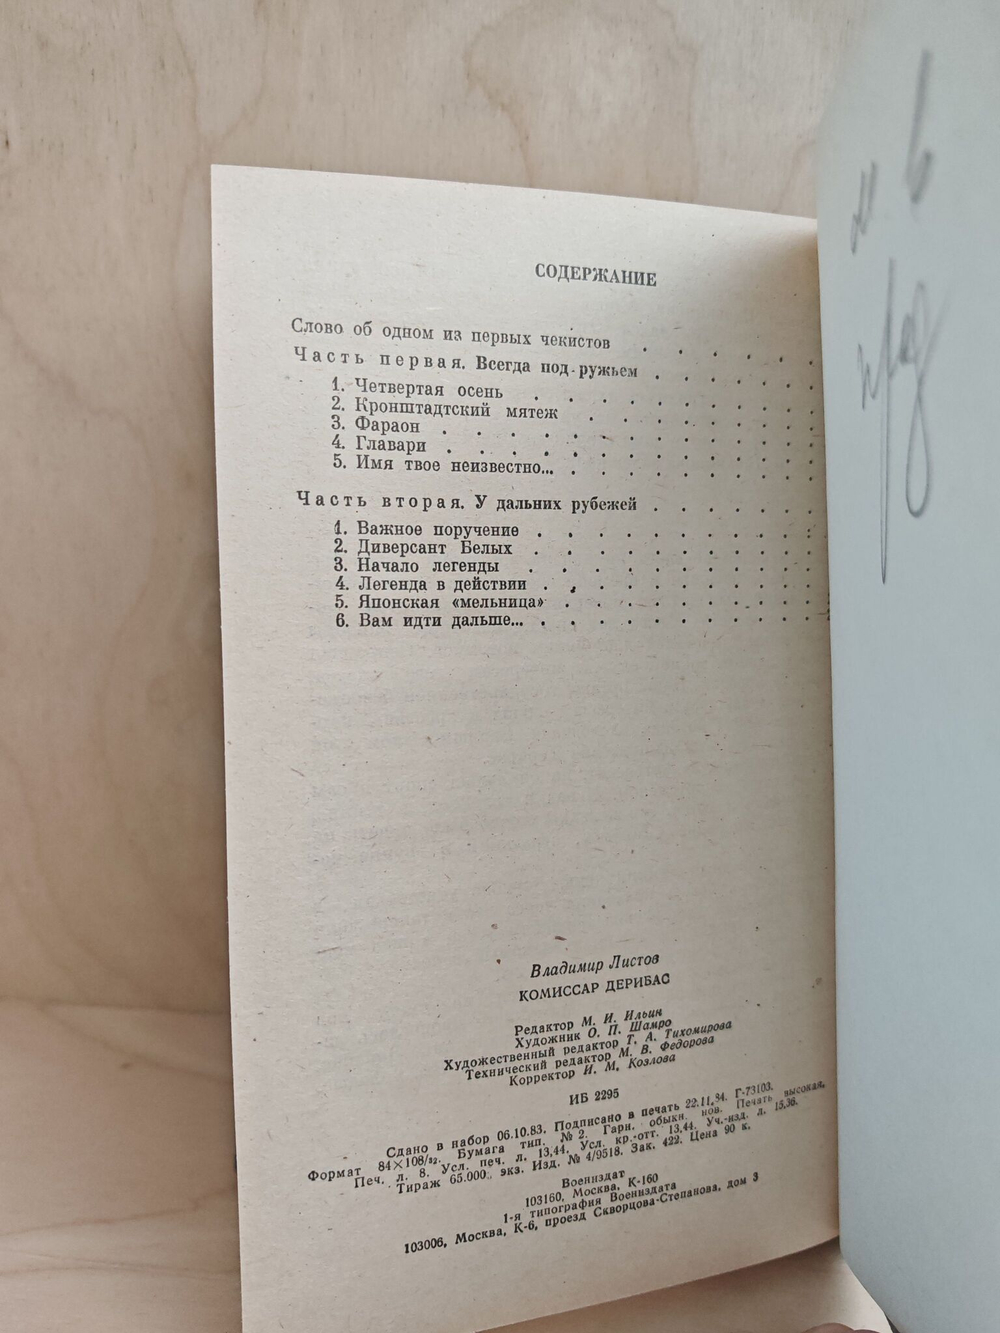 СОДЕРЖАНИЕ
Слово об одном из первых чекистов
Часть первая. Всегда под ружьем
1. Четвертая осень
2. Кронштадтский мятеж
3. Фараон
4. Главари
5. Имя твое неизвестно...
Часть вторая. У дальних рубежей
1. Важное поручение
2. Диверсант Белых
3. Начало легенды
4. Легенда в действии
5. Японская «мельница»
6. Вам идти дальше...
Владимир Листов
КОМИССАР ДЕРИБАС
Редактор М. И. Ильин
Художник О. П. Шамро
Художественный редактор Т. А. Тихомирова
Технический редактор М. В. Федорова
Корректор И. М. Козлова
ИБ 2295
Сдано в набор 06.10.83. Подписано в печать 22.11.84. Г-73103.
Формат 84×108/32. Бумага тип. № 2. Гарн. обыкн. нов. Печать высокая.
Печ. л. 8. Усл. печ. л. 13,44. Усл. кр.-отт. 13,44. Уч.-изд. л. 15,36.
Тираж 65.000 экз. Изд. № 4/9518. Зак. 422. Цена 90 к.
Воениздат
103160, Москва, К-160
1-я типография Воениздата
103006, Москва, К-6, проезд Скворцова-Степанова, дом 3